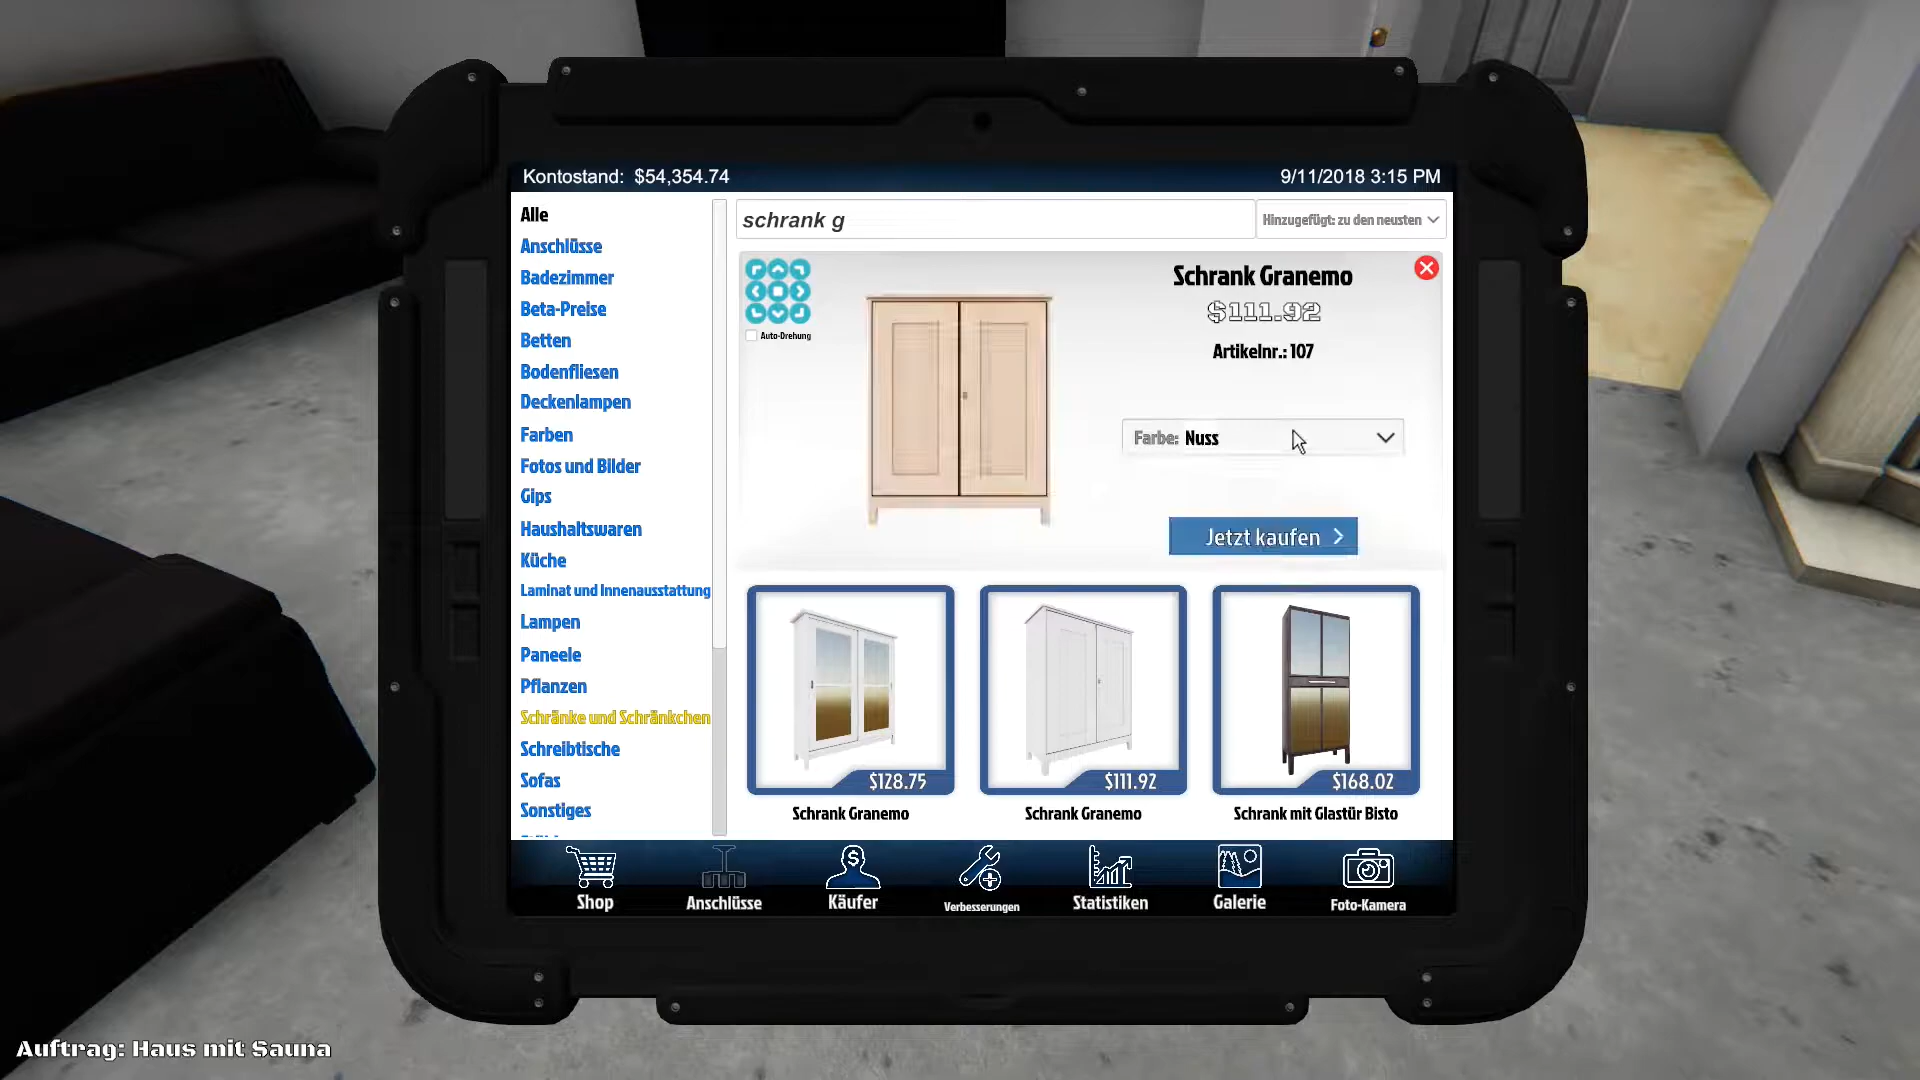 Kontostand: $54,354.74
9/11/2018 3:15 PM
Alle
Anschlüsse
Badezimmer
Beta-Preise
Betten
Bodenfliesen
Deckenlampen
Farben
Fotos und Bilder
Gips
Haushaltswaren
Küche
Laminat und Innenausstattung
Lampen
Paneele
Pflanzen
Schränke und Schränkchen
Schreibtische
Sofas
Sonstiges
schrank g
Hinzugefügt: zu den neusten
Auto-Drehung
Schrank Granemo
$111.92
Artikelnr.: 107
Farbe: Nuss
Jetzt kaufen
$128.75
$111.92
$168.02
Schrank Granemo
Schrank Granemo
Schrank mit Glastür Bisto
Shop
Anschlüsse
Käufer
Verbesserungen
Statistiken
Galerie
Foto-Kamera
Auftrag: Haus mit Sauna